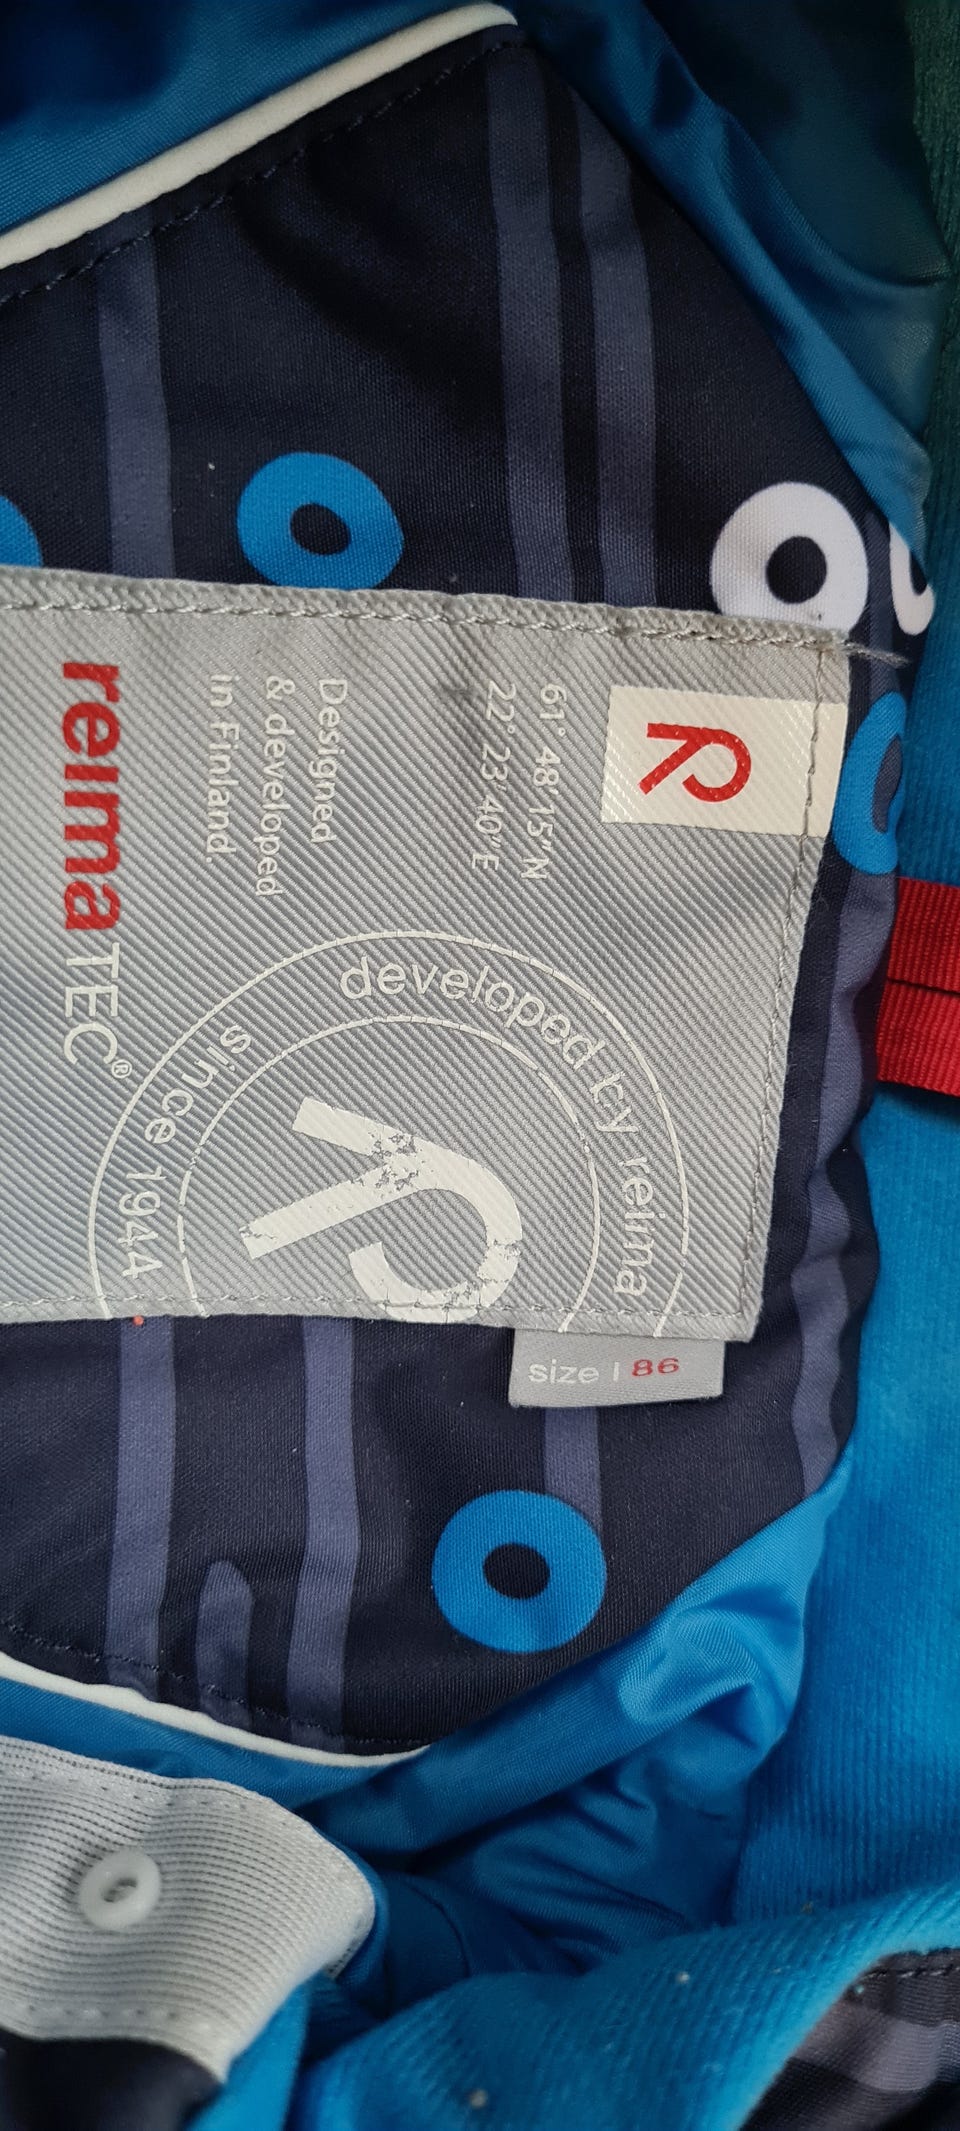 61° 48' 15"N
22° 23' 40"E
Designed
& developed
in Finland.
reimaTEC®
developed by reima
since 1944
size | 86